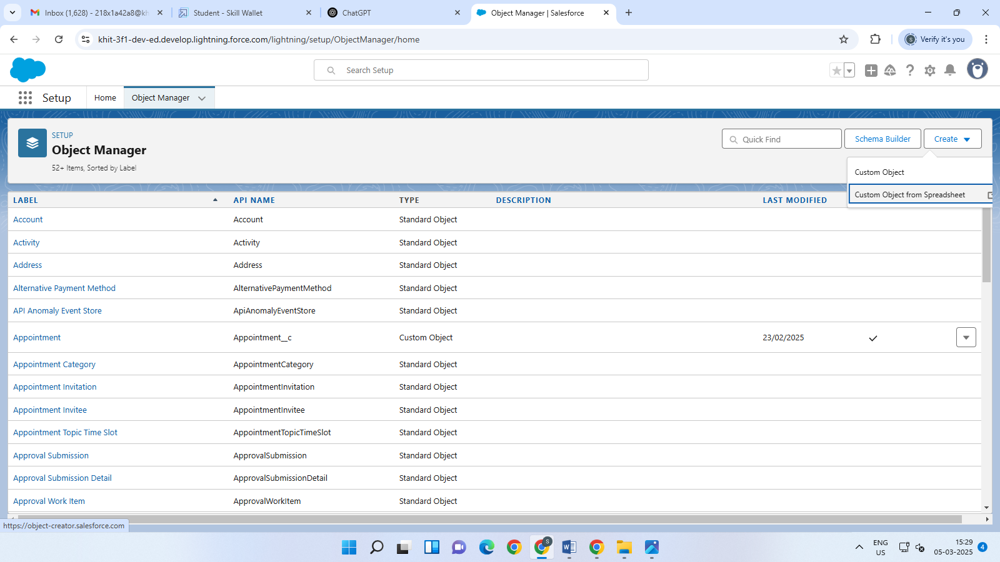 Inbox (1,628) - 218x1a42a8@kh
Student - Skill Wallet
ChatGPT
Object Manager | Salesforce
khit-3f1-dev-ed.develop.lightning.force.com/lightning/setup/ObjectManager/home
S
Verify it's you
Search Setup
Setup
Home
Object Manager
SETUP
Object Manager
52+ Items, Sorted by Label
Quick Find
Schema Builder
Create
Custom Object
Custom Object from Spreadsheet
LABEL API NAME TYPE DESCRIPTION LAST MODIFIED
Account Account Standard Object
Activity Activity Standard Object
Address Address Standard Object
Alternative Payment Method AlternativePaymentMethod Standard Object
API Anomaly Event Store ApiAnomalyEventStore Standard Object
Appointment Appointment__c Custom Object 23/02/2025
Appointment Category AppointmentCategory Standard Object
Appointment Invitation AppointmentInvitation Standard Object
Appointment Invitee AppointmentInvitee Standard Object
Appointment Topic Time Slot AppointmentTopicTimeSlot Standard Object
Approval Submission ApprovalSubmission Standard Object
Approval Submission Detail ApprovalSubmissionDetail Standard Object
Approval Work Item ApprovalWorkItem Standard Object
https://object-creator.salesforce.com
S
W
ENG
US
15:29
05-03-2025
4